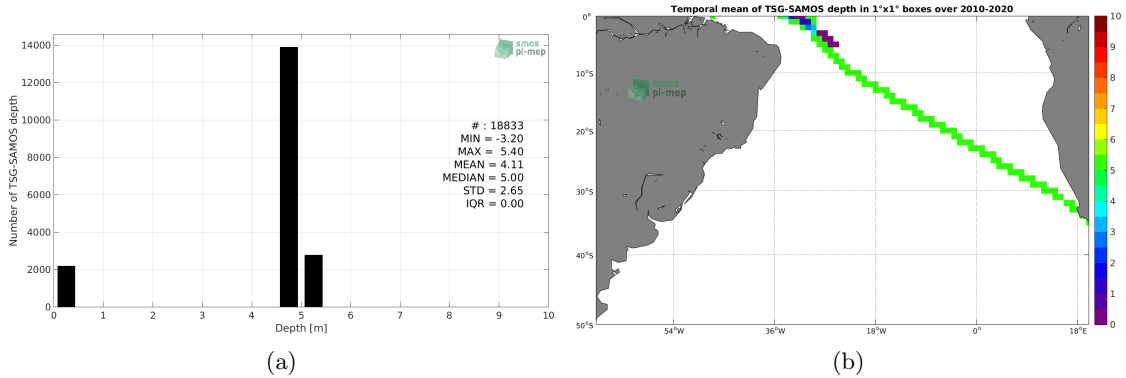 smos
pi-mep
14000
12000
10000
8000
6000
4000
2000
0
Number of TSG-SAMOS depth
# : 18833
MIN = -3.20
MAX = 5.40
MEAN = 4.11
MEDIAN = 5.00
STD = 2.65
IQR = 0.00
0 1 2 3 4 5 6 7 8 9 10
Depth [m]
(a)
Temporal mean of TSG-SAMOS depth in 1°x1° boxes over 2010-2020
0°
10°S
20°S
30°S
40°S
50°S
smos
pi-mep
54°W 36°W 18°W 0° 18°E
10
9
8
7
6
5
4
3
2
1
0
(b)